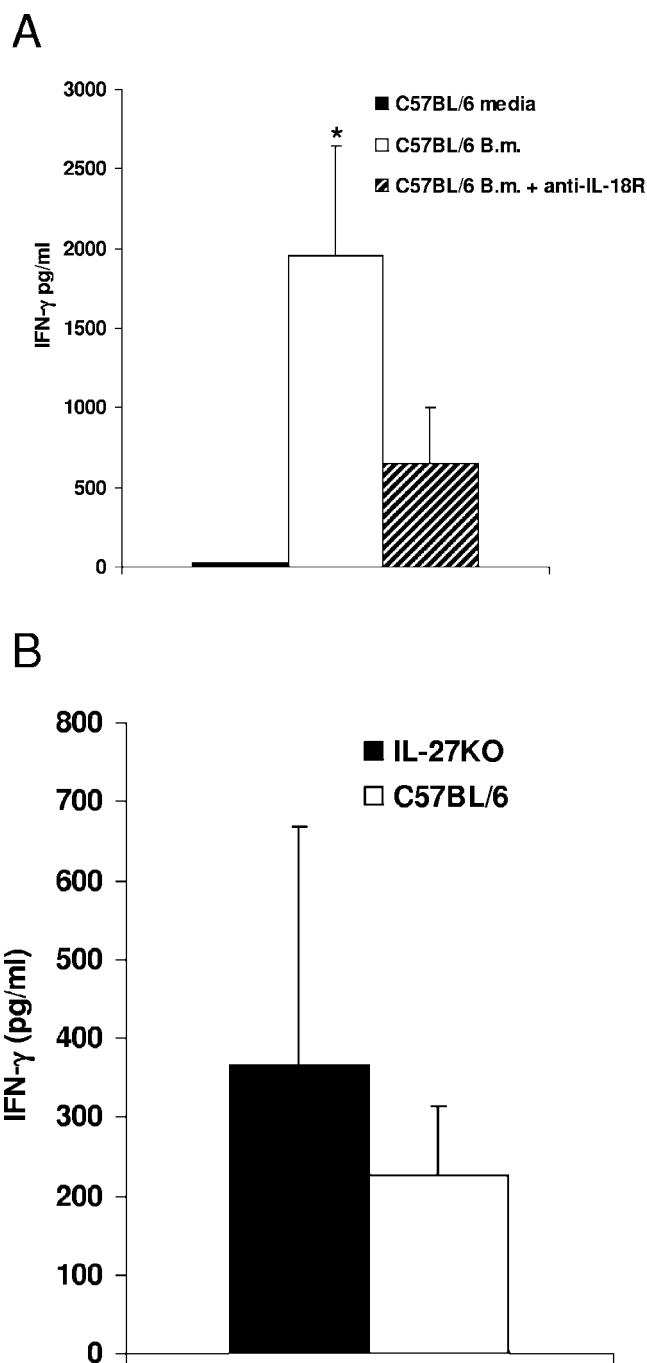 A
3000
2500
2000
1500
1000
500
0
IFN-γ pg/ml
*
C57BL/6 media
C57BL/6 B.m.
C57BL/6 B.m. + anti-IL-18R
B
800
700
600
500
400
300
200
100
0
IFN-γ (pg/ml)
IL-27KO
C57BL/6